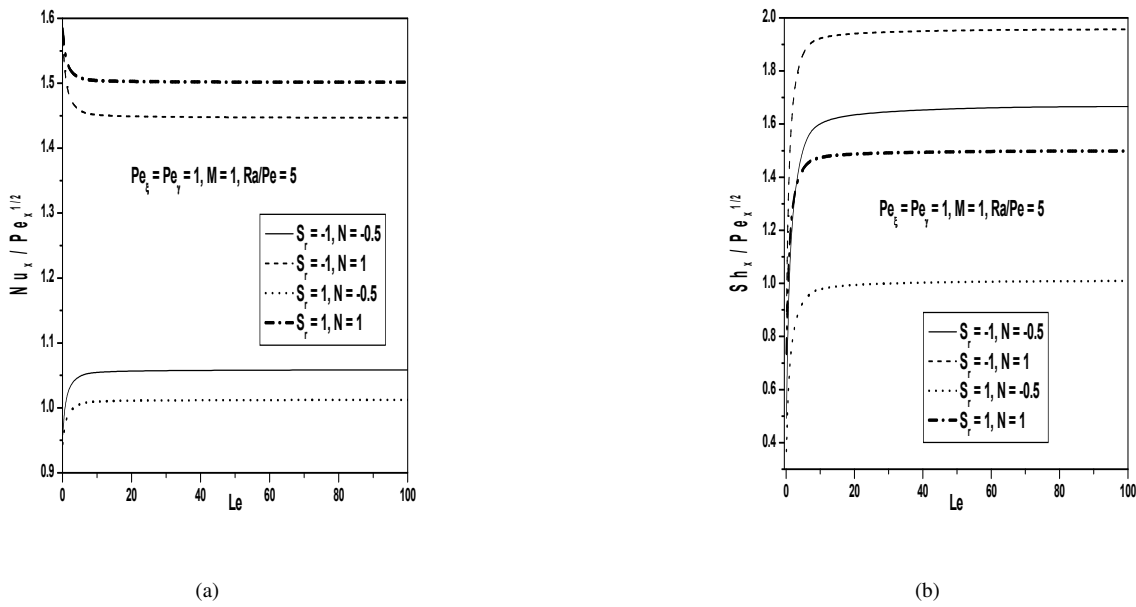 1.6
1.5
1.4
1.3
1.2
1.1
1.0
0.9
0 20 40 60 80 100
Le
Nu_x / Pe_x^1/2
Pe_ξ = Pe_γ = 1, M = 1, Ra/Pe = 5
S_r = -1, N = -0.5
S_r = -1, N = 1
S_r = 1, N = -0.5
S_r = 1, N = 1
(a)
2.0
1.8
1.6
1.4
1.2
1.0
0.8
0.6
0.4
0 20 40 60 80 100
Le
Sh_x / Pe_x^1/2
Pe_ξ = Pe_γ = 1, M = 1, Ra/Pe = 5
S_r = -1, N = -0.5
S_r = -1, N = 1
S_r = 1, N = -0.5
S_r = 1, N = 1
(b)